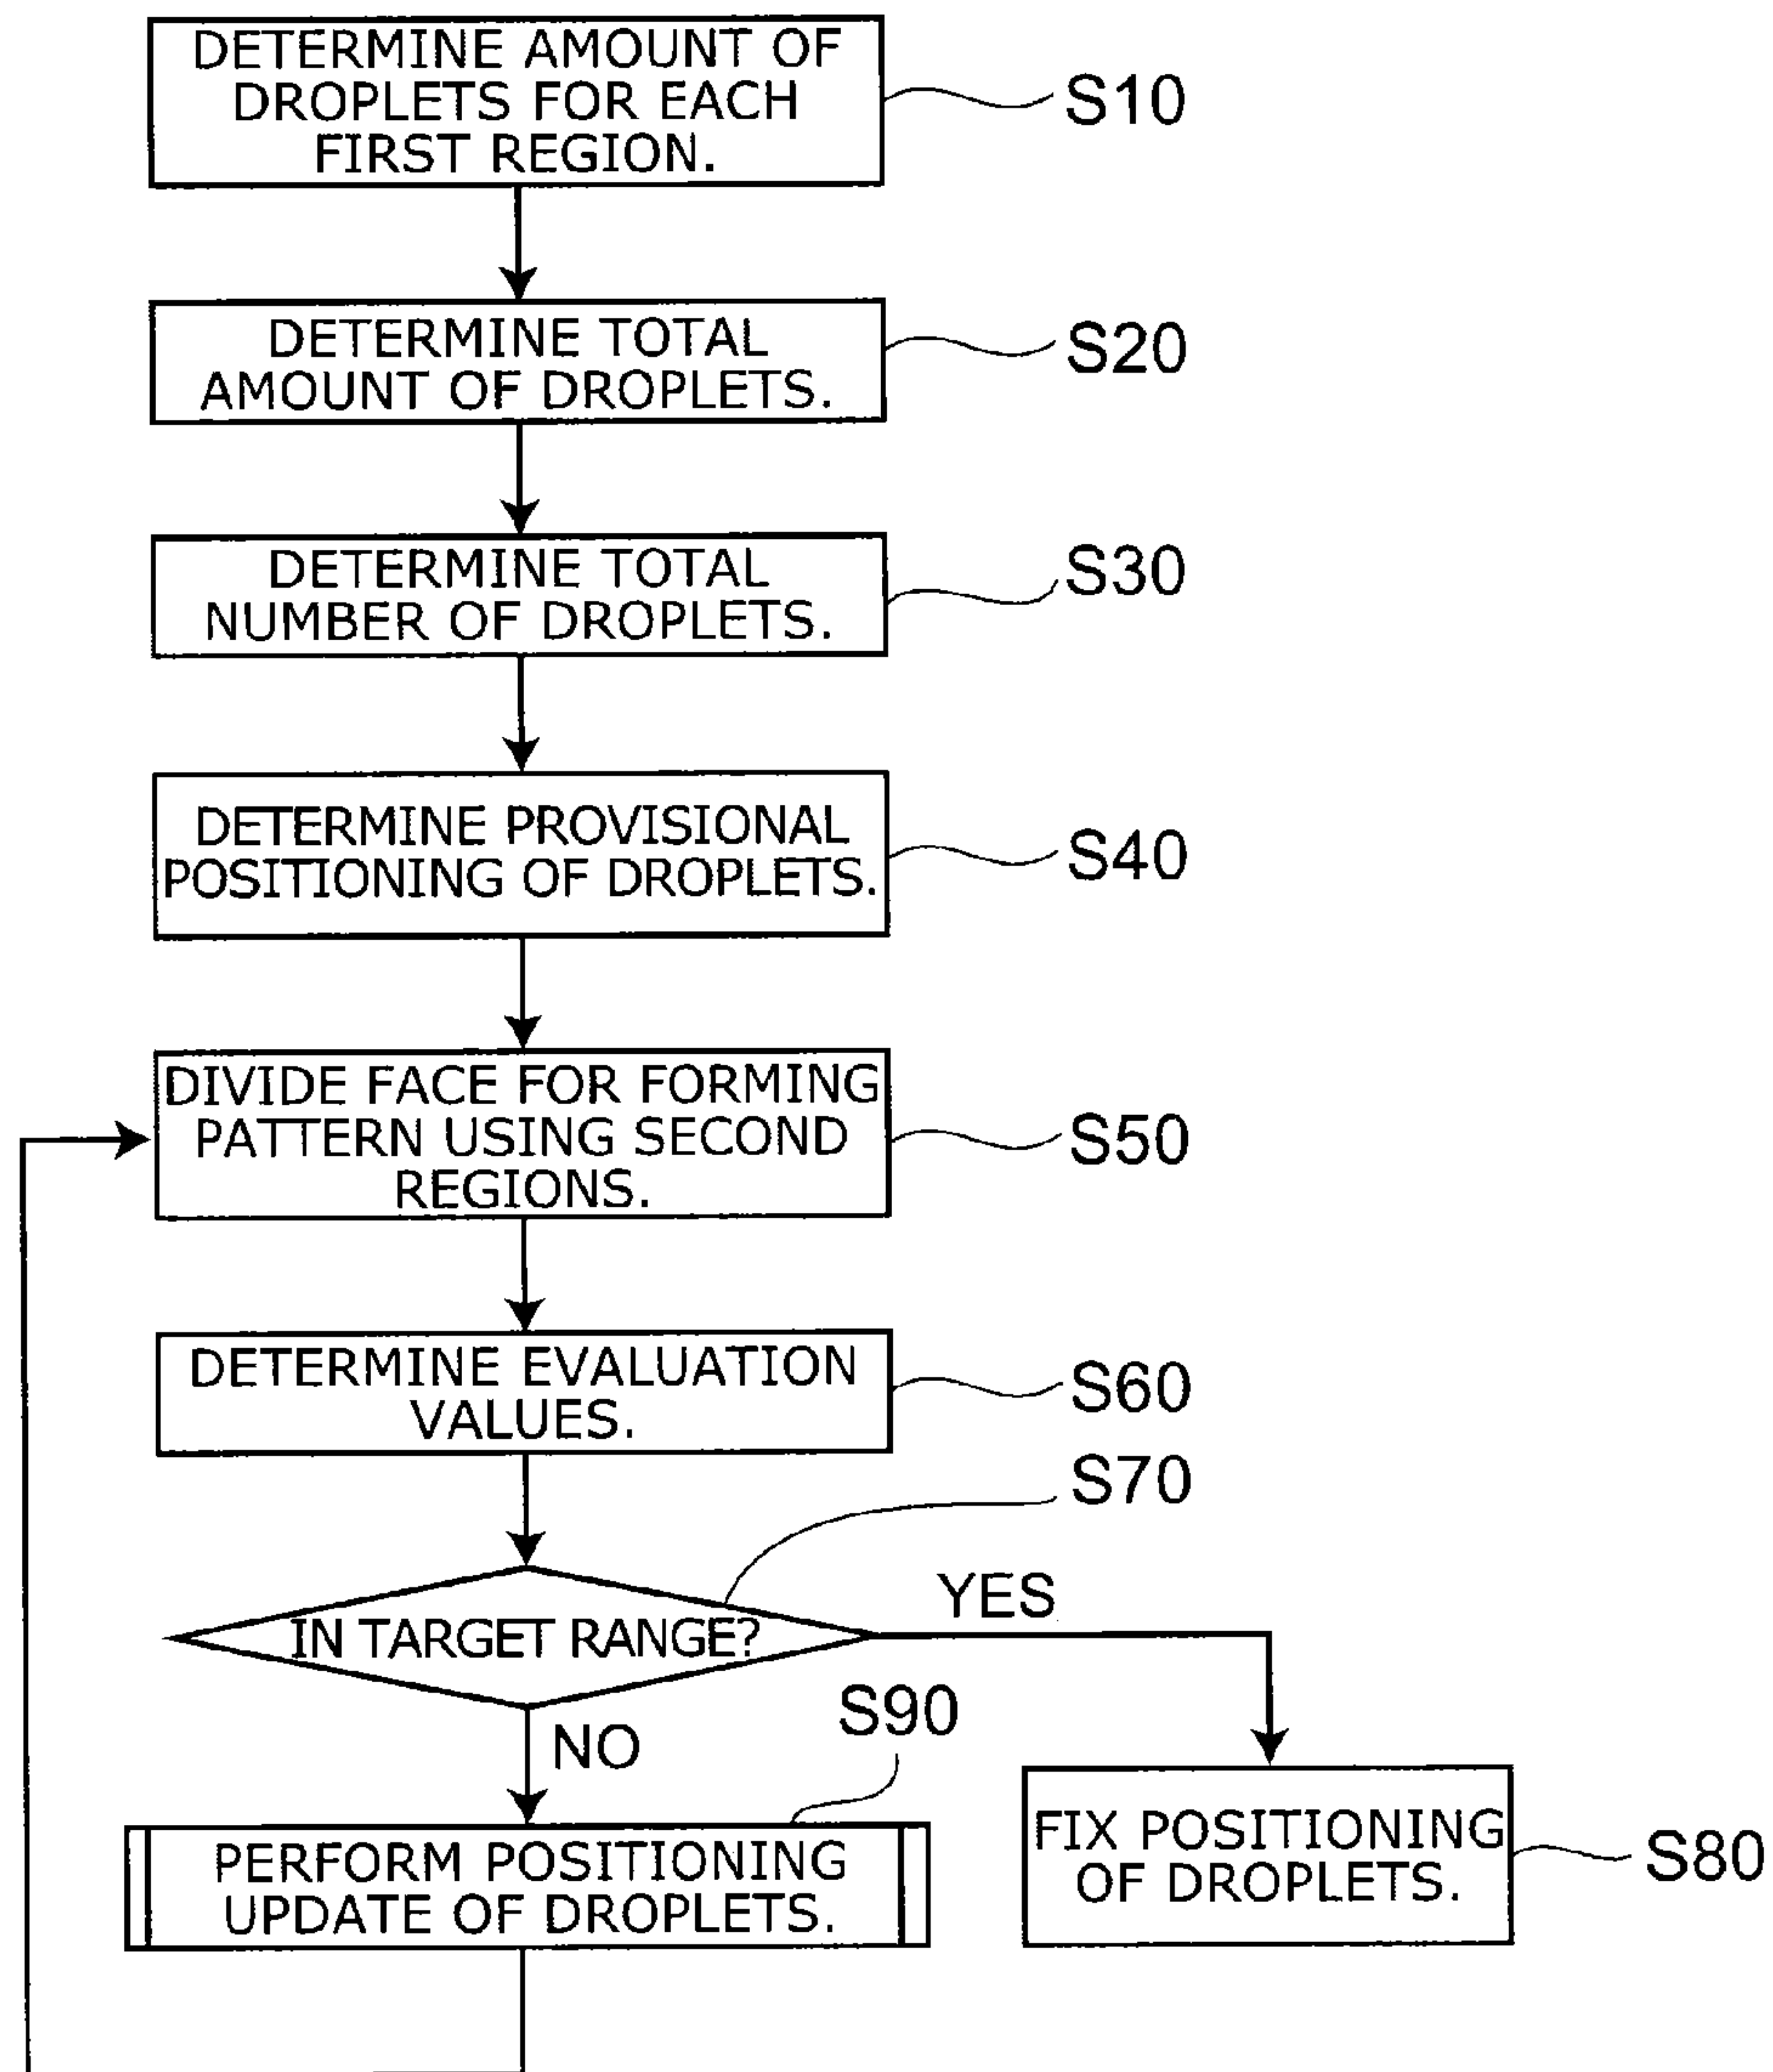 DETERMINE AMOUNT OF
DROPLETS FOR EACH
FIRST REGION.
S10
DETERMINE TOTAL
AMOUNT OF DROPLETS.
S20
DETERMINE TOTAL
NUMBER OF DROPLETS.
S30
DETERMINE PROVISIONAL
POSITIONING OF DROPLETS.
S40
DIVIDE FACE FOR FORMING
PATTERN USING SECOND
REGIONS.
S50
DETERMINE EVALUATION
VALUES.
S60
S70
IN TARGET RANGE?
YES
NO
S90
PERFORM POSITIONING
UPDATE OF DROPLETS.
FIX POSITIONING
OF DROPLETS.
S80